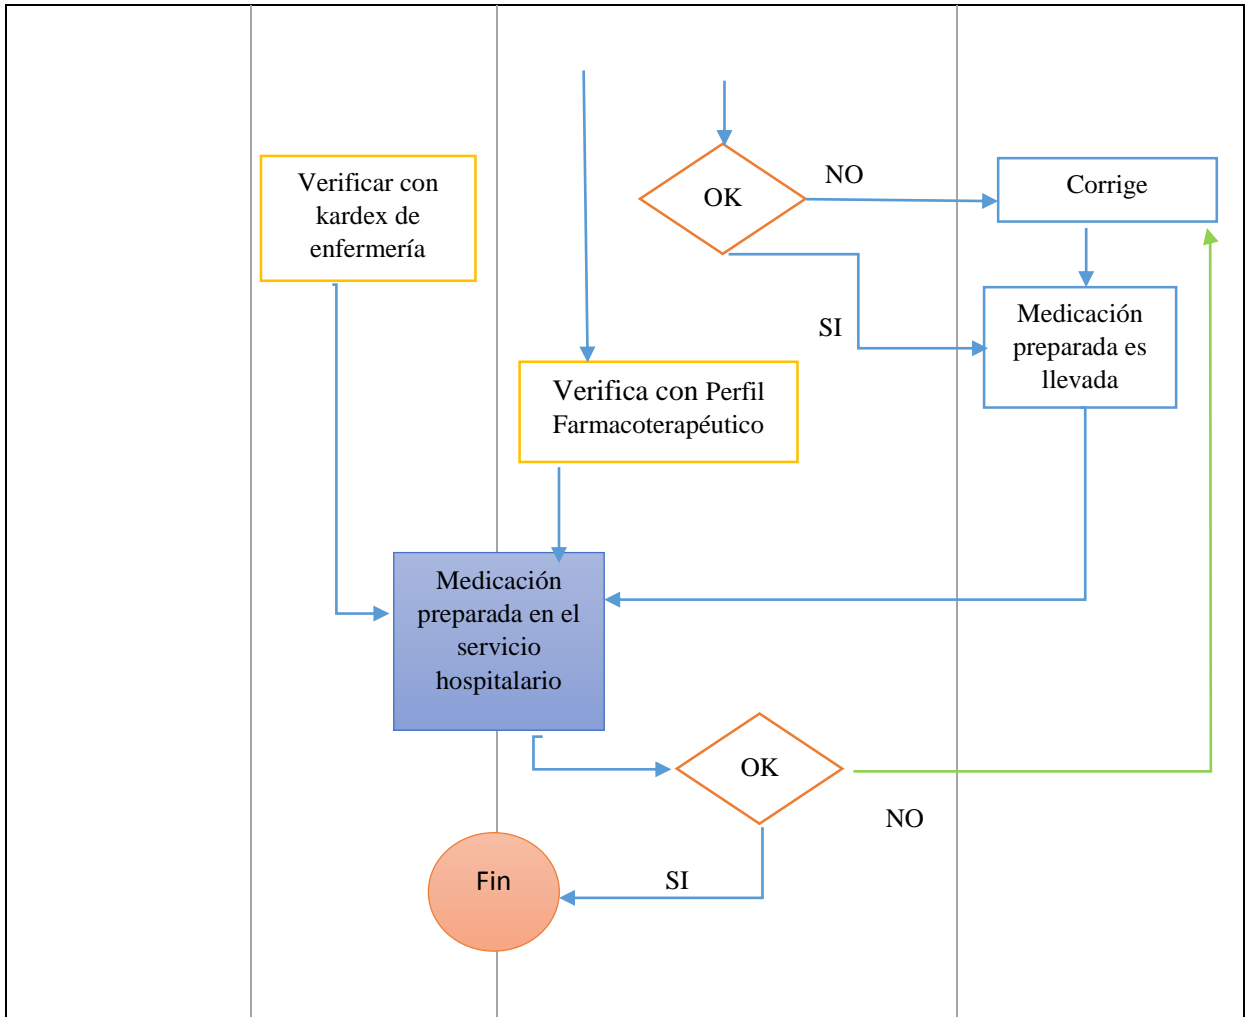 Verificar con
kardex de
enfermería
OK
NO
Corrige
SI
Medicación
preparada es
llevada
Verifica con Perfil
Farmacoterapéutico
Medicación
preparada en el
servicio
hospitalario
OK
NO
Fin
SI